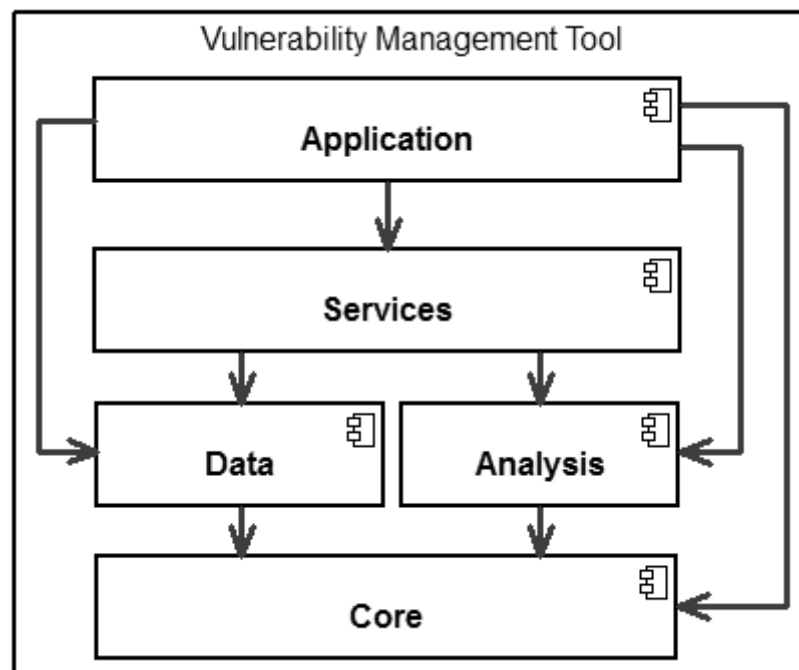 Vulnerability Management Tool
Application
Services
Data
Analysis
Core